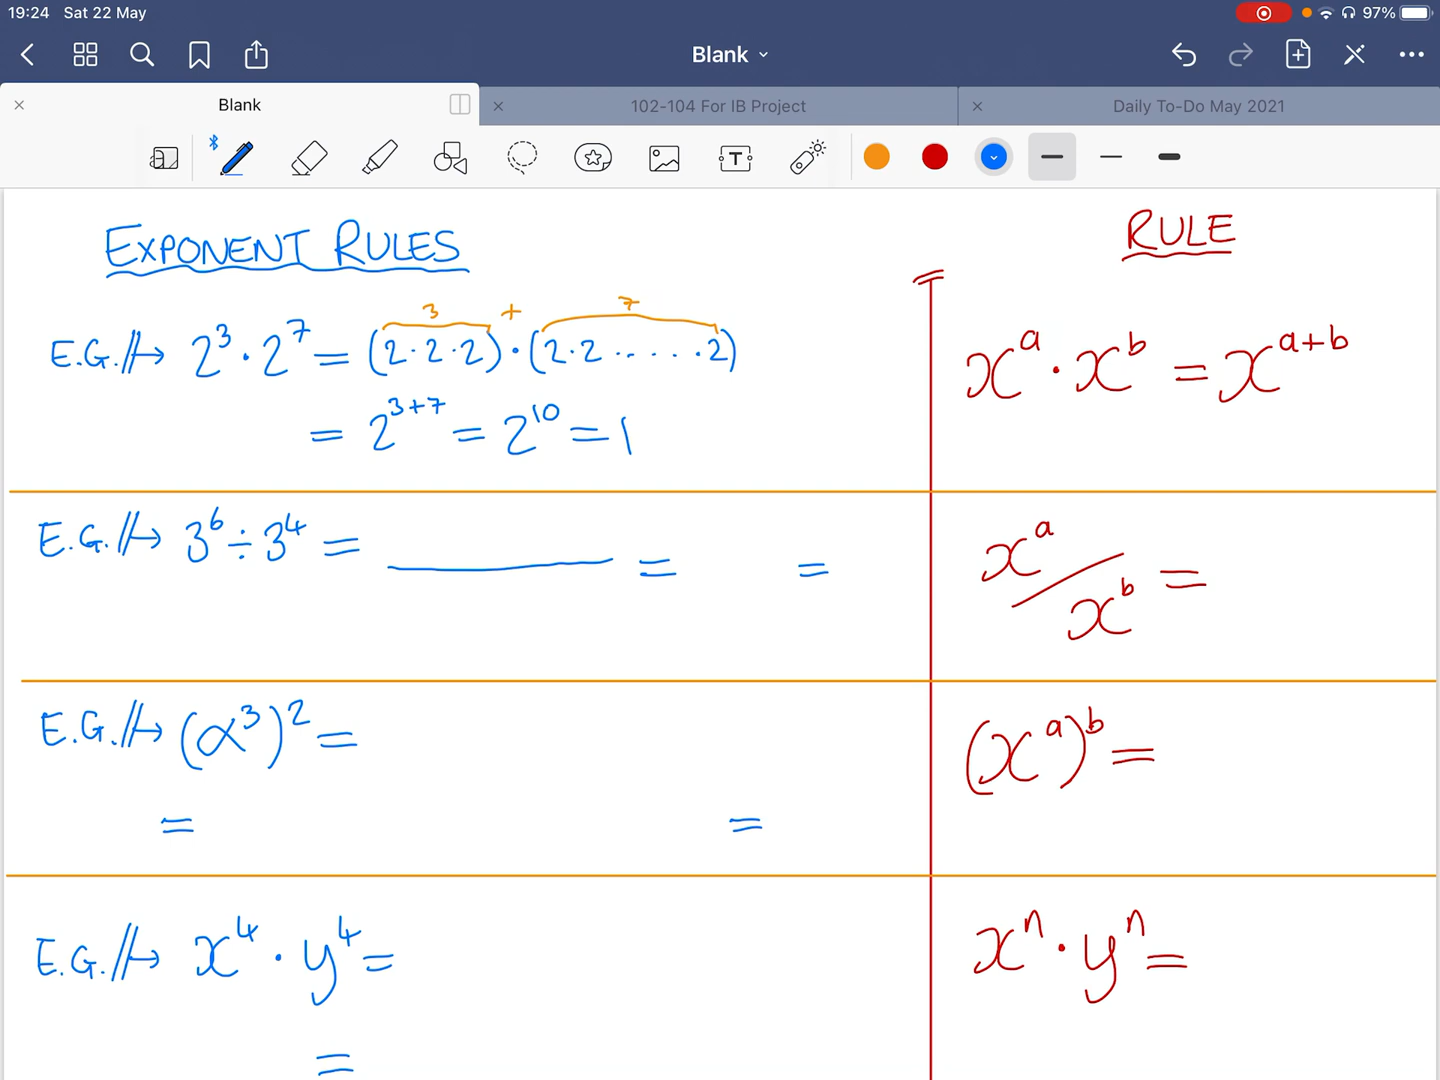 19:24 Sat 22 May 97%
Blank
Blank 102-104 For IB Project Daily To-Do May 2021
EXPONENT RULES RULE
3 + 7
E.G.// → 2³ · 2⁷ = (2·2·2) · (2·2.....2) xᵃ · xᵇ = xᵃ⁺ᵇ
= 2³⁺⁷ = 2¹⁰ = 1
E.G.// → 3⁶ ÷ 3⁴ = ______ = = xᵃ/xᵇ =
E.G.// → (α³)² = (xᵃ)ᵇ =
= =
E.G.// → x⁴ · y⁴ = xⁿ · yⁿ =
=